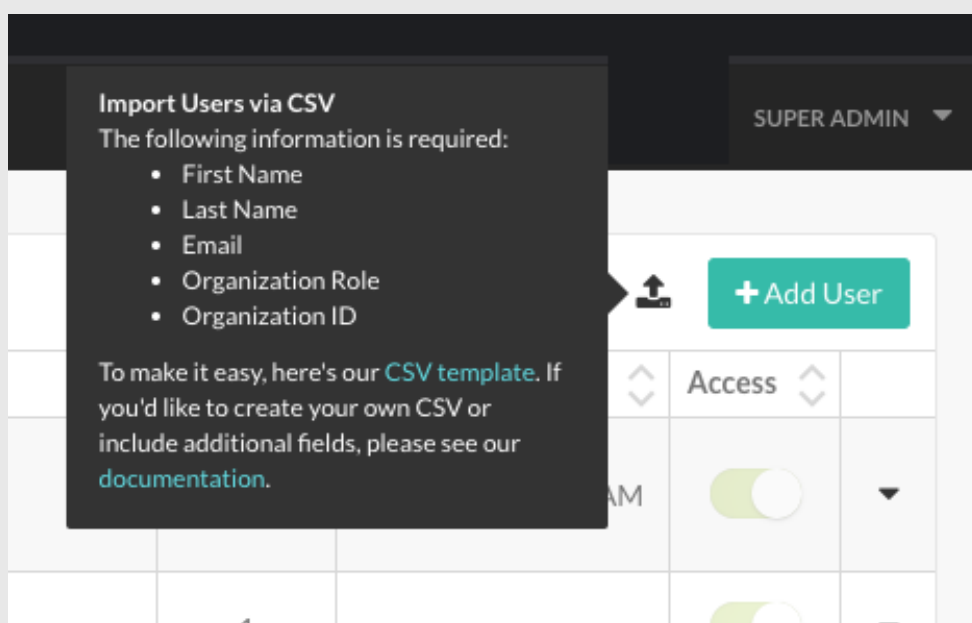 Import Users via CSV
The following information is required:
• First Name
• Last Name
• Email
• Organization Role
• Organization ID
To make it easy, here's our CSV template. If
you'd like to create your own CSV or
include additional fields, please see our
documentation.
SUPER ADMIN
+ Add User
Access
AM